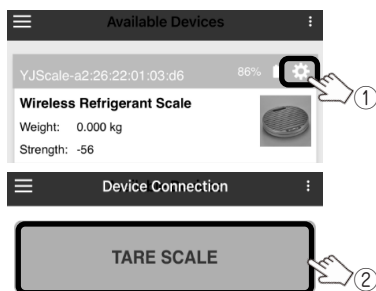 Available Devices
YJScale-a2:26:22:01:03:d6 86%
①
Wireless Refrigerant Scale
Weight: 0.000 kg
Strength: -56
Device Connection
TARE SCALE
②